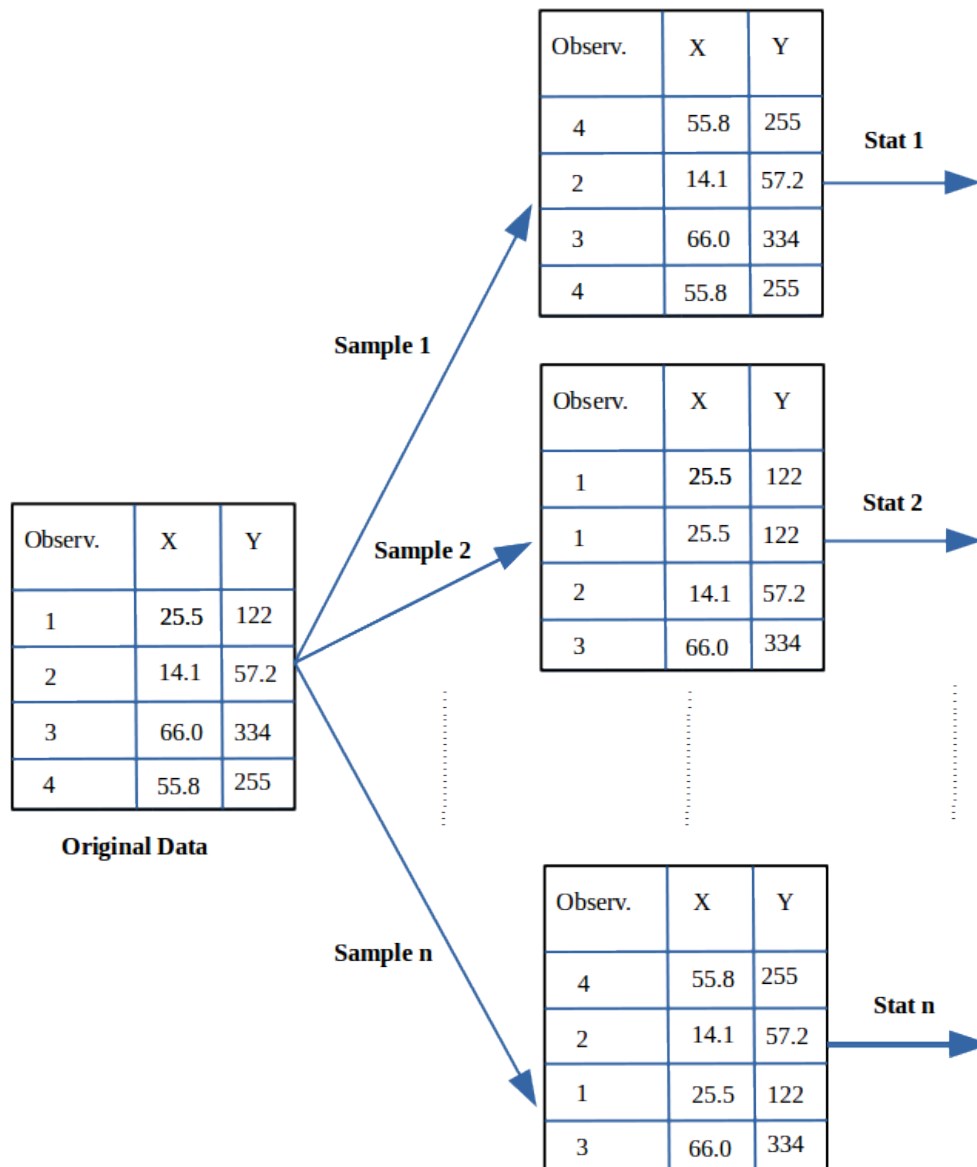 Observ. X Y
4 55.8 255
2 14.1 57.2
3 66.0 334
4 55.8 255
Stat 1
Sample 1
Observ. X Y
1 25.5 122
1 25.5 122
2 14.1 57.2
3 66.0 334
Stat 2
Sample 2
Observ. X Y
1 25.5 122
2 14.1 57.2
3 66.0 334
4 55.8 255
Original Data
Sample n
Observ. X Y
4 55.8 255
2 14.1 57.2
1 25.5 122
3 66.0 334
Stat n